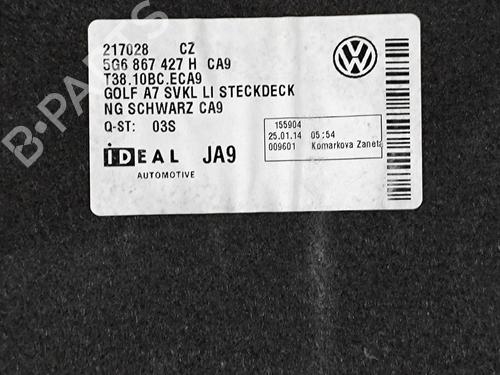 217028 CZ
5G6 867 427 H CA9
T38.10BC.ECA9
GOLF A7 SVKL LI STECKDECK
NG SCHWARZ CA9
Q-ST: 03S
155904
25.01.14 05:54
009601 Komarkova Zaneta
IDEAL JA9
AUTOMOTIVE
VW
B-PARTS